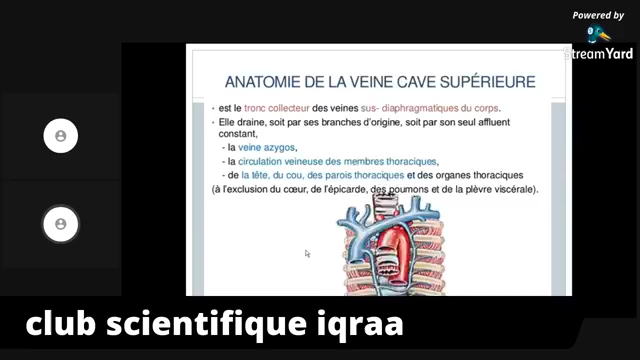 Powered by
StreamYard
ANATOMIE DE LA VEINE CAVE SUPÉRIEURE
• est le tronc collecteur des veines sus- diaphragmatiques du corps.
• Elle draine, soit par ses branches d'origine, soit par son seul affluent
constant,
- la veine azygos,
- la circulation veineuse des membres thoraciques,
- de la tête, du cou, des parois thoraciques et des organes thoraciques
(à l'exclusion du cœur, de l'épicarde, des poumons et de la plèvre viscérale).
club scientifique iqraa